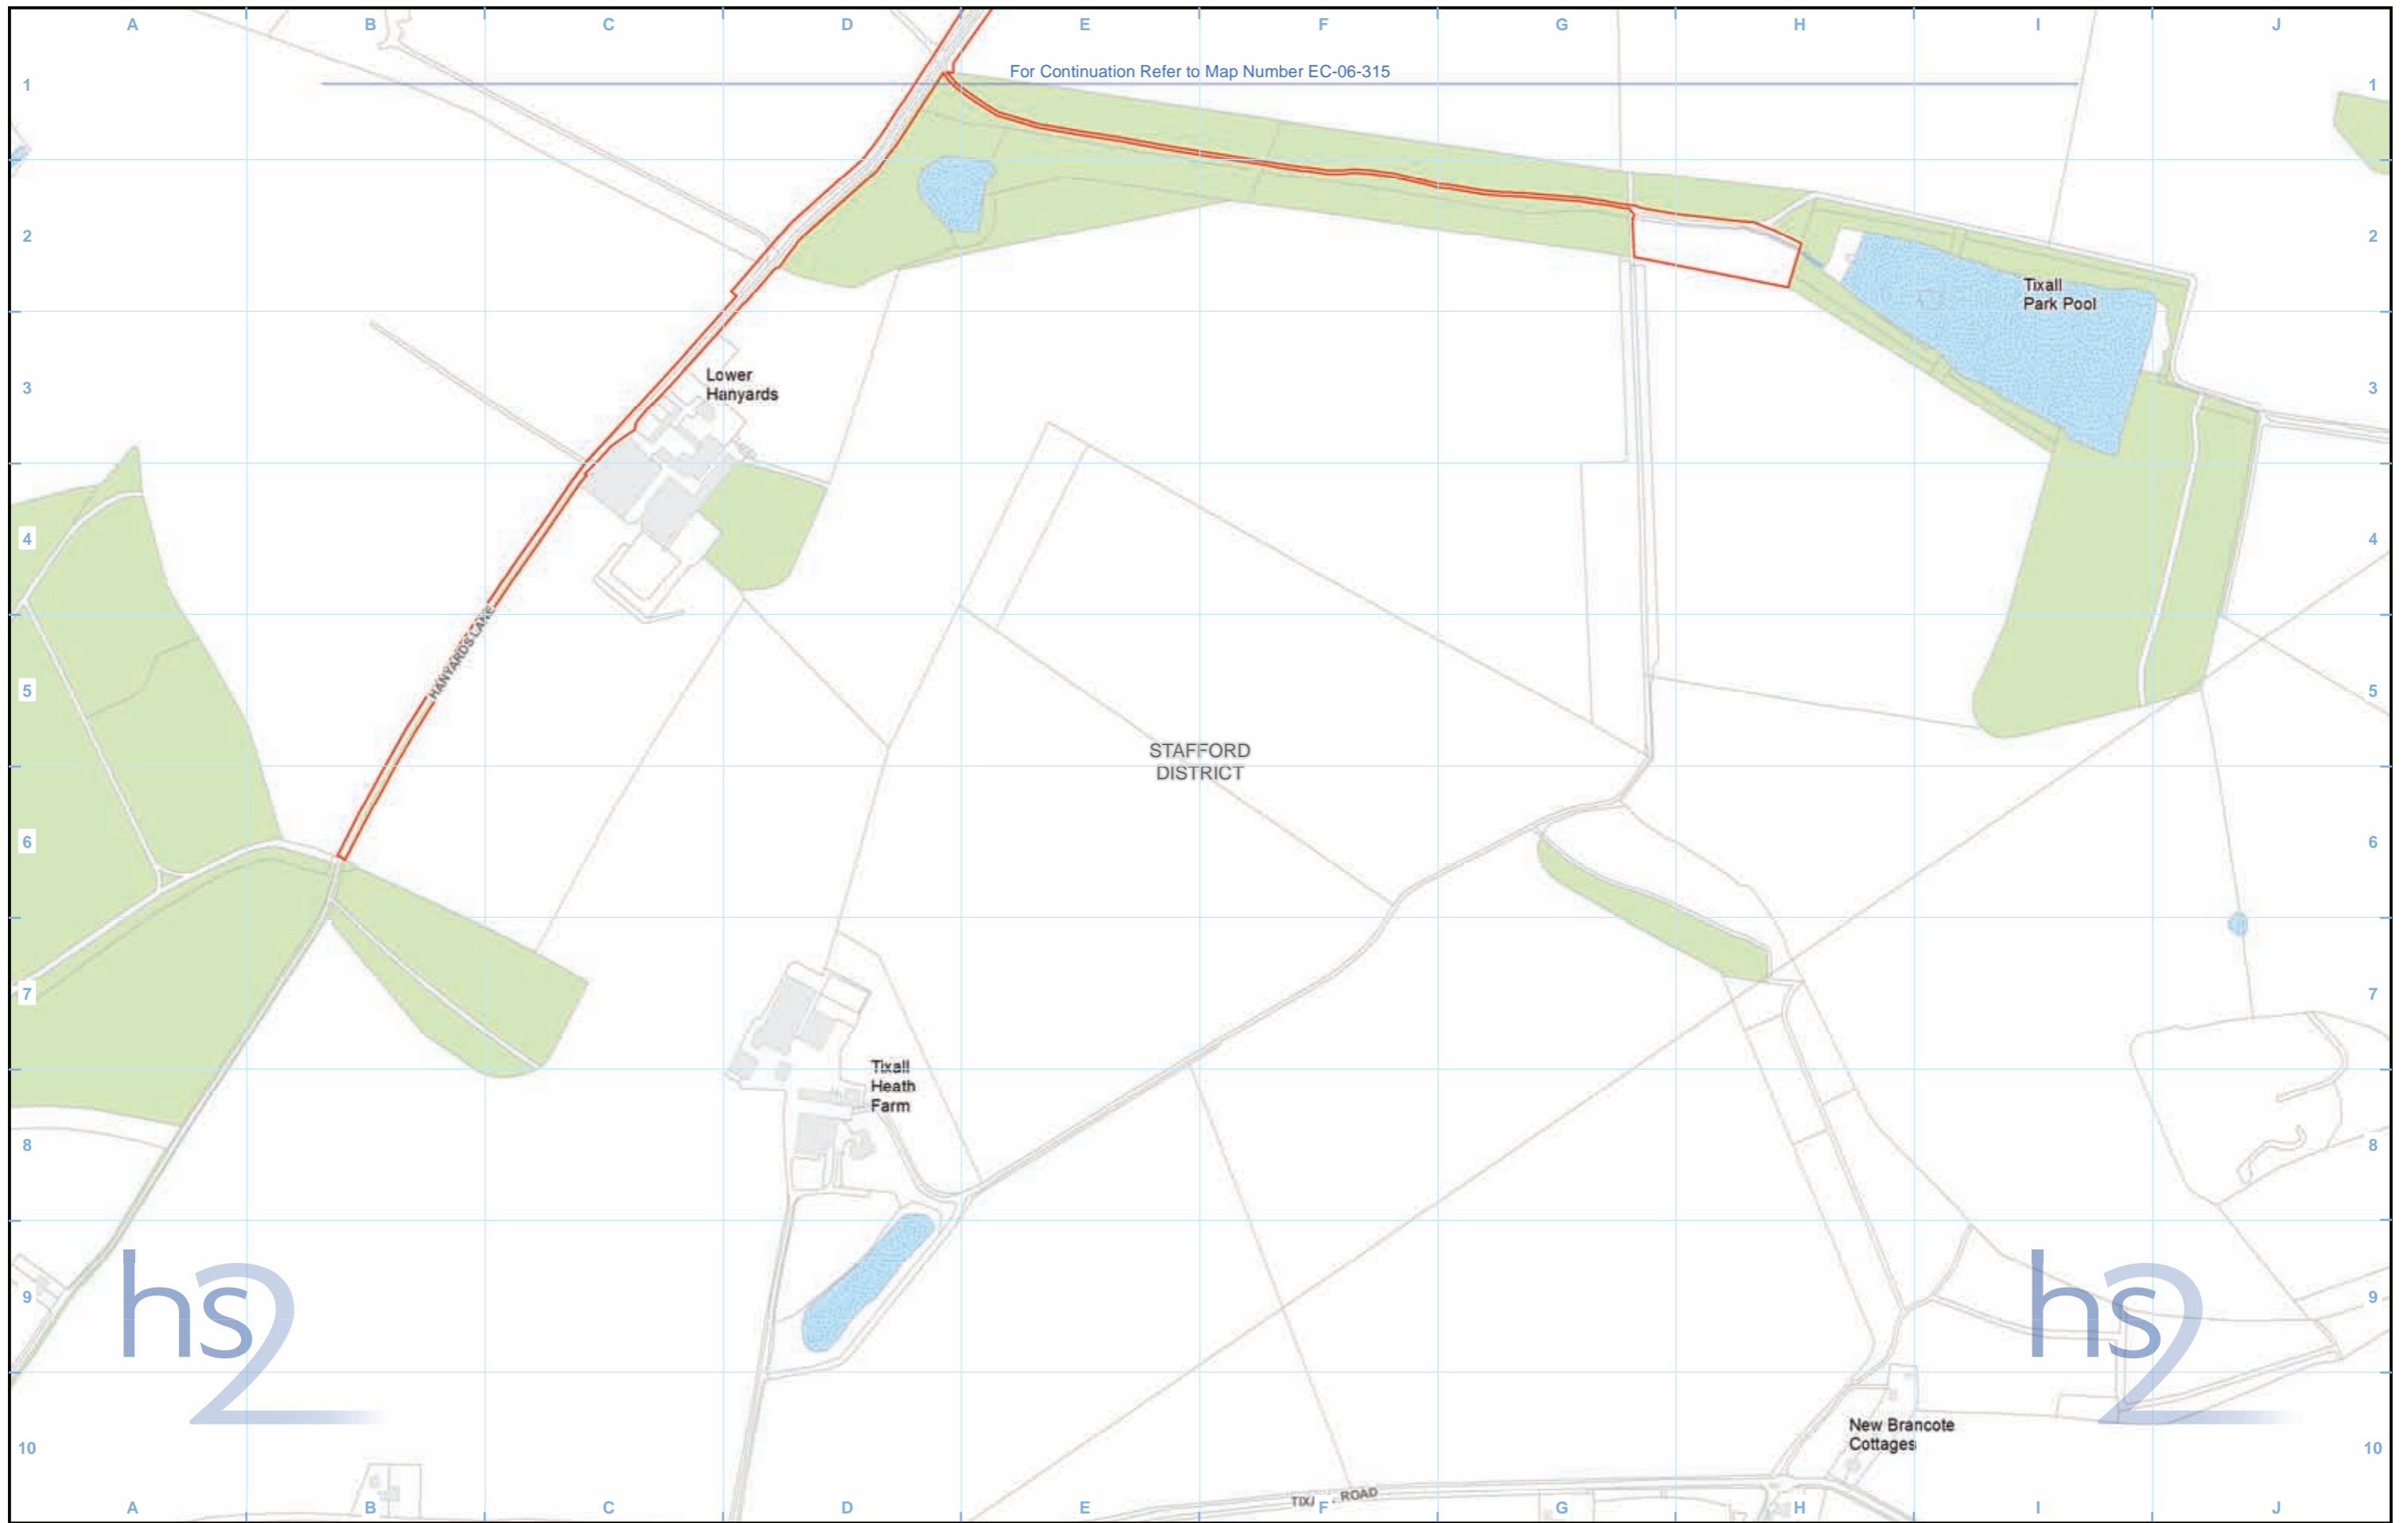 A B C D E F G H I J
For Continuation Refer to Map Number EC-06-315
1 1
2 2
Tixall
Park Pool
Lower
Hanyards
3 3
4 4
HANYARDS LANE
5 5
STAFFORD
DISTRICT
6 6
7 7
Tixall
Heath
Farm
8 8
9 9
hs2 hs2
New Brancote
Cottages
10 10
ROAD
A B C D E F G H I J